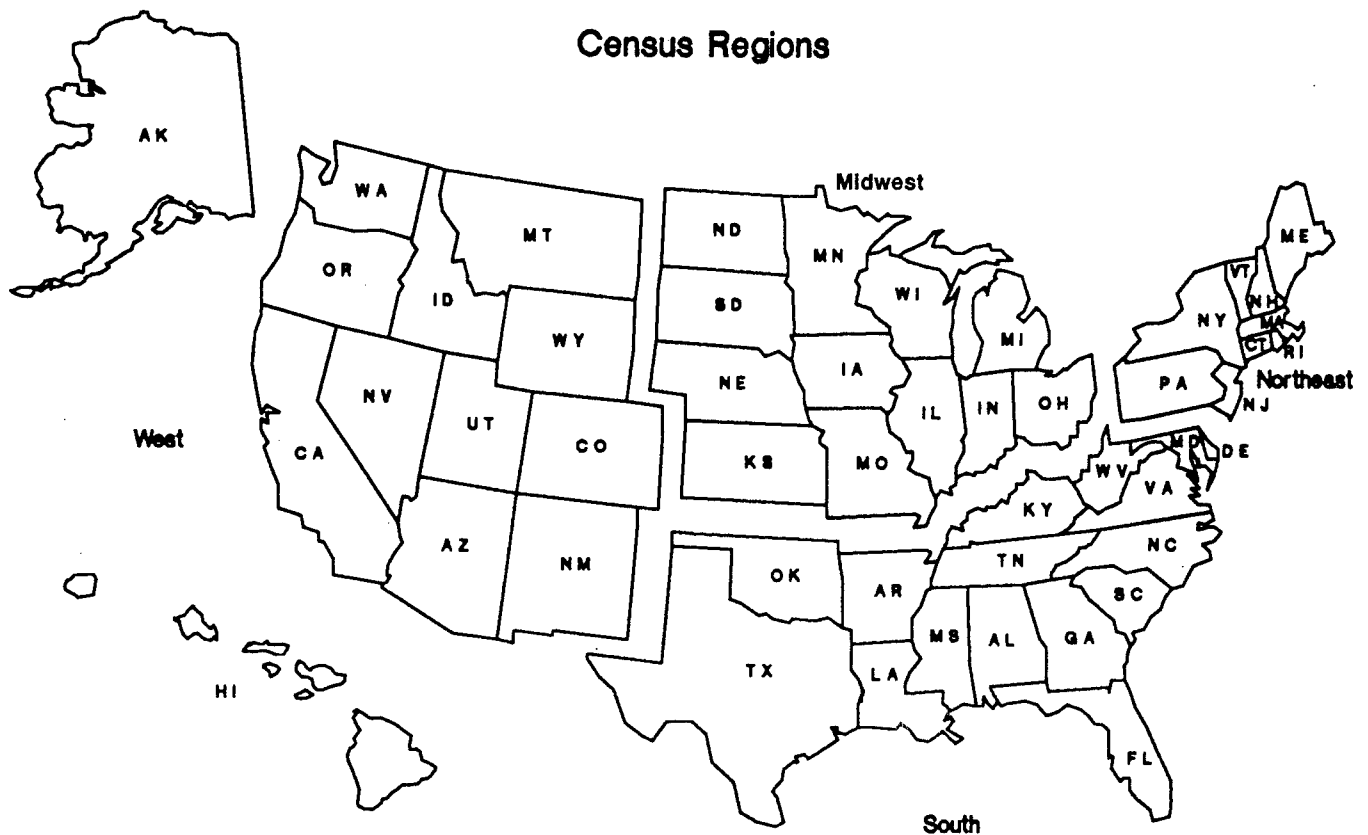 Census Regions
AK
WA
MT
ND
MN
Midwest
ME
OR
ID
SD
WI
MI
VT
NH
NY
MA
CT
RI
WY
NE
IA
PA
Northeast
NJ
NV
UT
CO
IL
IN
OH
West
CA
KS
MO
WV
MD
DE
VA
KY
AZ
NM
OK
AR
TN
NC
SC
HI
TX
LA
MS
AL
GA
FL
South